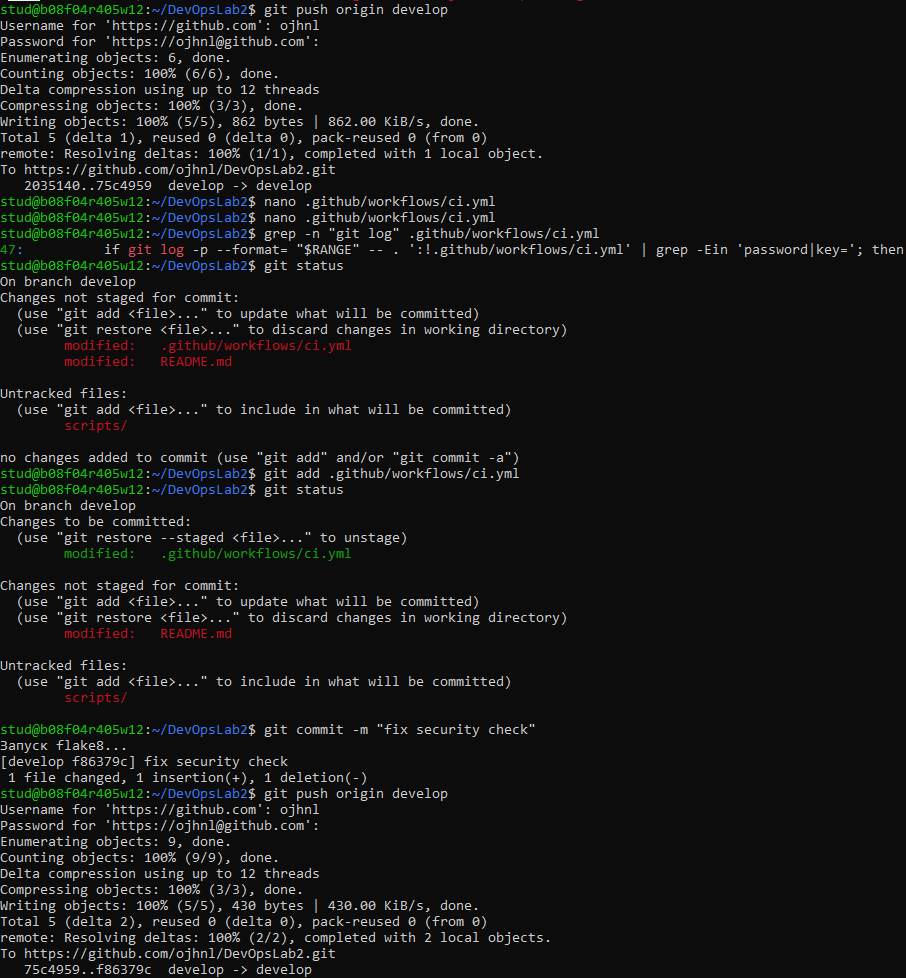 stud@b08f04r405w12:~/DevOpsLab2$ git push origin develop
Username for 'https://github.com': ojhnl
Password for 'https://ojhnl@github.com':
Enumerating objects: 6, done.
Counting objects: 100% (6/6), done.
Delta compression using up to 12 threads
Compressing objects: 100% (3/3), done.
Writing objects: 100% (5/5), 862 bytes | 862.00 KiB/s, done.
Total 5 (delta 1), reused 0 (delta 0), pack-reused 0 (from 0)
remote: Resolving deltas: 100% (1/1), completed with 1 local object.
To https://github.com/ojhnl/DevOpsLab2.git
   2035140..75c4959  develop -> develop
stud@b08f04r405w12:~/DevOpsLab2$ nano .github/workflows/ci.yml
stud@b08f04r405w12:~/DevOpsLab2$ nano .github/workflows/ci.yml
stud@b08f04r405w12:~/DevOpsLab2$ grep -n "git log" .github/workflows/ci.yml
47:          if git log -p --format= "$RANGE" -- . ':!.github/workflows/ci.yml' | grep -Ein 'password|key='; then
stud@b08f04r405w12:~/DevOpsLab2$ git status
On branch develop
Changes not staged for commit:
  (use "git add <file>..." to update what will be committed)
  (use "git restore <file>..." to discard changes in working directory)
        modified:   .github/workflows/ci.yml
        modified:   README.md

Untracked files:
  (use "git add <file>..." to include in what will be committed)
        scripts/

no changes added to commit (use "git add" and/or "git commit -a")
stud@b08f04r405w12:~/DevOpsLab2$ git add .github/workflows/ci.yml
stud@b08f04r405w12:~/DevOpsLab2$ git status
On branch develop
Changes to be committed:
  (use "git restore --staged <file>..." to unstage)
        modified:   .github/workflows/ci.yml

Changes not staged for commit:
  (use "git add <file>..." to update what will be committed)
  (use "git restore <file>..." to discard changes in working directory)
        modified:   README.md

Untracked files:
  (use "git add <file>..." to include in what will be committed)
        scripts/

stud@b08f04r405w12:~/DevOpsLab2$ git commit -m "fix security check"
Запуск flake8...
[develop f86379c] fix security check
 1 file changed, 1 insertion(+), 1 deletion(-)
stud@b08f04r405w12:~/DevOpsLab2$ git push origin develop
Username for 'https://github.com': ojhnl
Password for 'https://ojhnl@github.com':
Enumerating objects: 9, done.
Counting objects: 100% (9/9), done.
Delta compression using up to 12 threads
Compressing objects: 100% (3/3), done.
Writing objects: 100% (5/5), 430 bytes | 430.00 KiB/s, done.
Total 5 (delta 2), reused 0 (delta 0), pack-reused 0 (from 0)
remote: Resolving deltas: 100% (2/2), completed with 2 local objects.
To https://github.com/ojhnl/DevOpsLab2.git
   75c4959..f86379c  develop -> develop